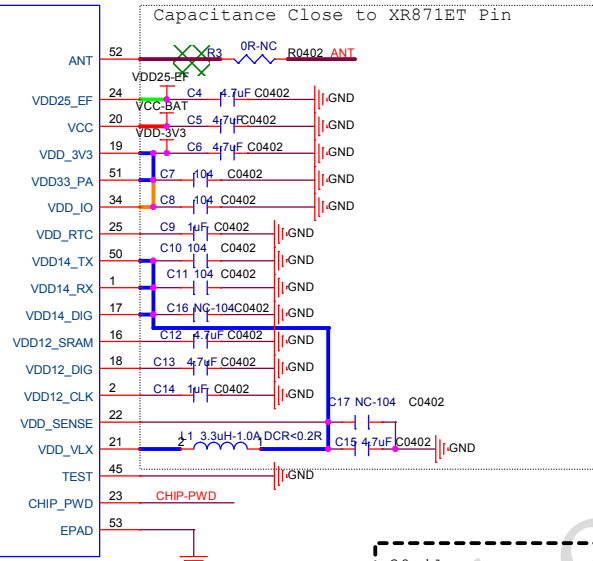 Capacitance Close to XR871ET Pin
ANT 52 R3 0R-NC R0402 ANT
VDD25-EF
VDD25_EF 24 C4 4.7uF C0402 GND
VCC-BAT
VCC 20 C5 4.7uF C0402 GND
VDD-3V3
VDD_3V3 19 C6 4.7uF C0402 GND
VDD33_PA 51 C7 104 C0402 GND
VDD_IO 34 C8 104 C0402 GND
VDD_RTC 25 C9 1uF C0402 GND
VDD14_TX 50 C10 104 C0402 GND
VDD14_RX 1 C11 104 C0402 GND
VDD14_DIG 17 C16 NC-104 C0402 GND
VDD12_SRAM 16 C12 4.7uF C0402 GND
VDD12_DIG 18 C13 4.7uF C0402 GND
VDD12_CLK 2 C14 1uF C0402 GND
VDD_SENSE 22 C17 NC-104 C0402
VDD_VLX 21 2 L1 3.3uH-1.0A DCR<0.2R 1 C15 4.7uF C0402 GND
TEST 45 GND
CHIP_PWD 23 CHIP-PWD
EPAD 53